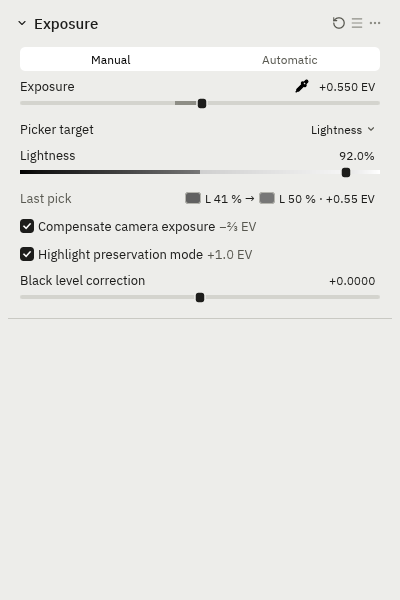 Exposure
Manual Automatic
Exposure +0.550 EV
Picker target Lightness
Lightness 92.0%
Last pick L 41 % → L 50 % · +0.55 EV
Compensate camera exposure −⅔ EV
Highlight preservation mode +1.0 EV
Black level correction +0.0000